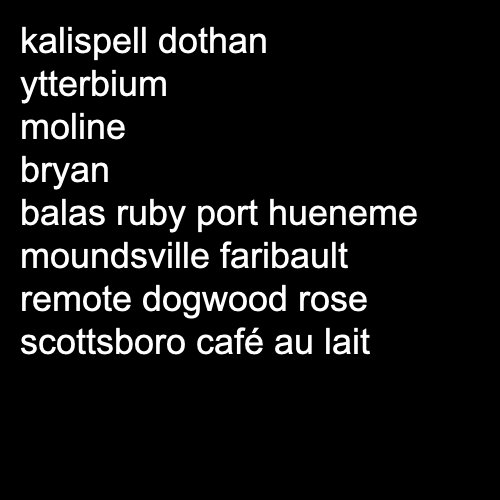 kalispell dothan
ytterbium
moline
bryan
balas ruby port hueneme
moundsville faribault
remote dogwood rose
scottsboro café au lait